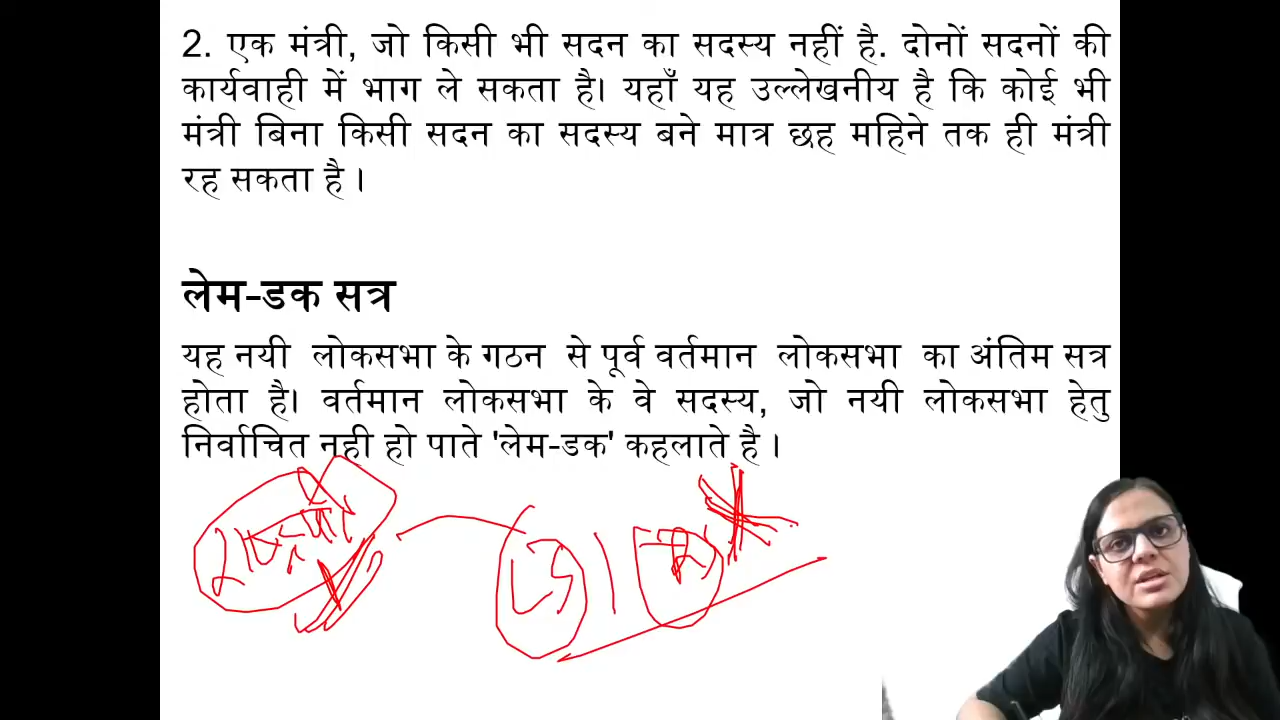 2. एक मंत्री, जो किसी भी सदन का सदस्य नहीं है. दोनों सदनों की
कार्यवाही में भाग ले सकता है। यहाँ यह उल्लेखनीय है कि कोई भी
मंत्री बिना किसी सदन का सदस्य बने मात्र छह महिने तक ही मंत्री
रह सकता है ।
लेम-डक सत्र
यह नयी लोकसभा के गठन से पूर्व वर्तमान लोकसभा का अंतिम सत्र
होता है। वर्तमान लोकसभा के वे सदस्य, जो नयी लोकसभा हेतु
निर्वाचित नही हो पाते 'लेम-डक' कहलाते है ।